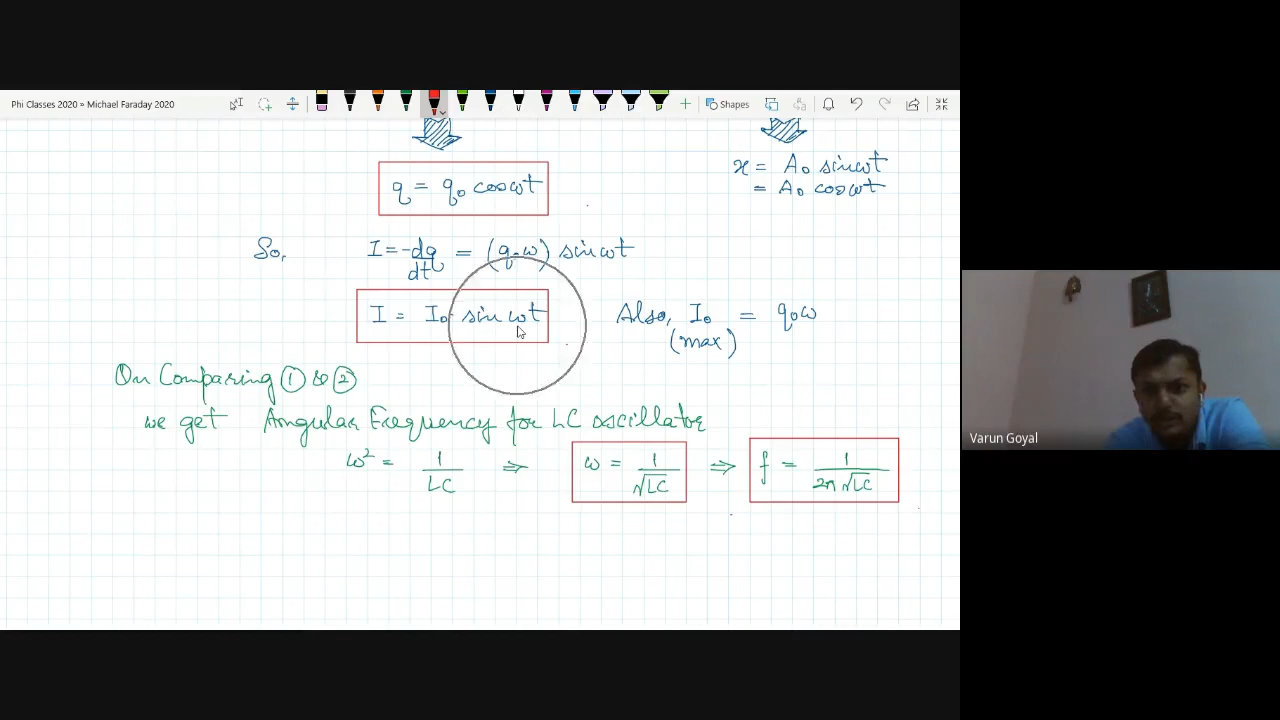 Phi Classes 2020 » Michael Faraday 2020
Shapes
x = A₀ sinωt
= A₀ cosωt
q = q₀ cosωt
So, I = -dq/dt = (q₀ω) sinωt
I = I₀ sinωt Also, I₀ = q₀ω
(max)
On Comparing ① & ②
we get Angular Frequency for LC oscillator
ω² = 1/LC ⇒ ω = 1/√LC ⇒ f = 1/2π√LC
Varun Goyal